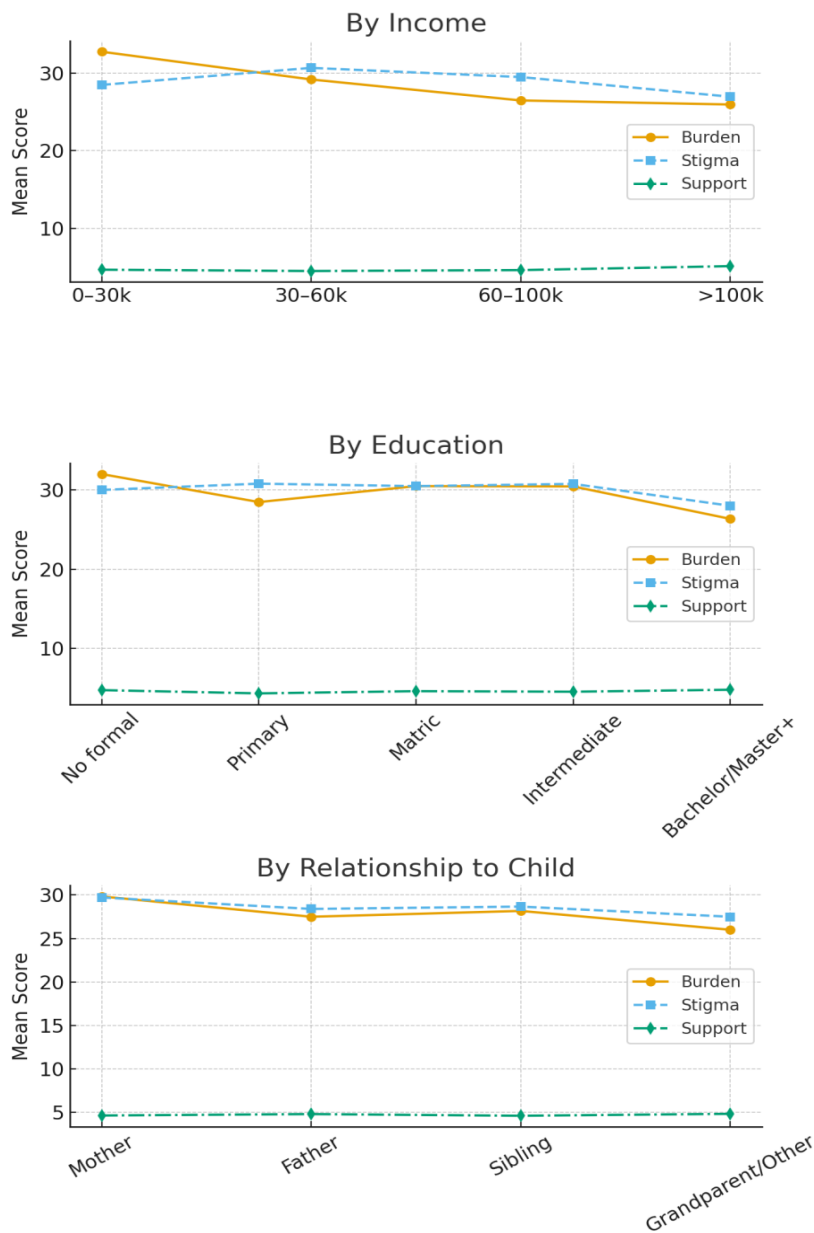 By Income
Mean Score
30
20
10
Burden
Stigma
Support
0–30k 30–60k 60–100k >100k
By Education
Mean Score
30
20
10
Burden
Stigma
Support
No formal Primary Matric Intermediate Bachelor/Master+
By Relationship to Child
Mean Score
30
25
20
15
10
5
Burden
Stigma
Support
Mother Father Sibling Grandparent/Other